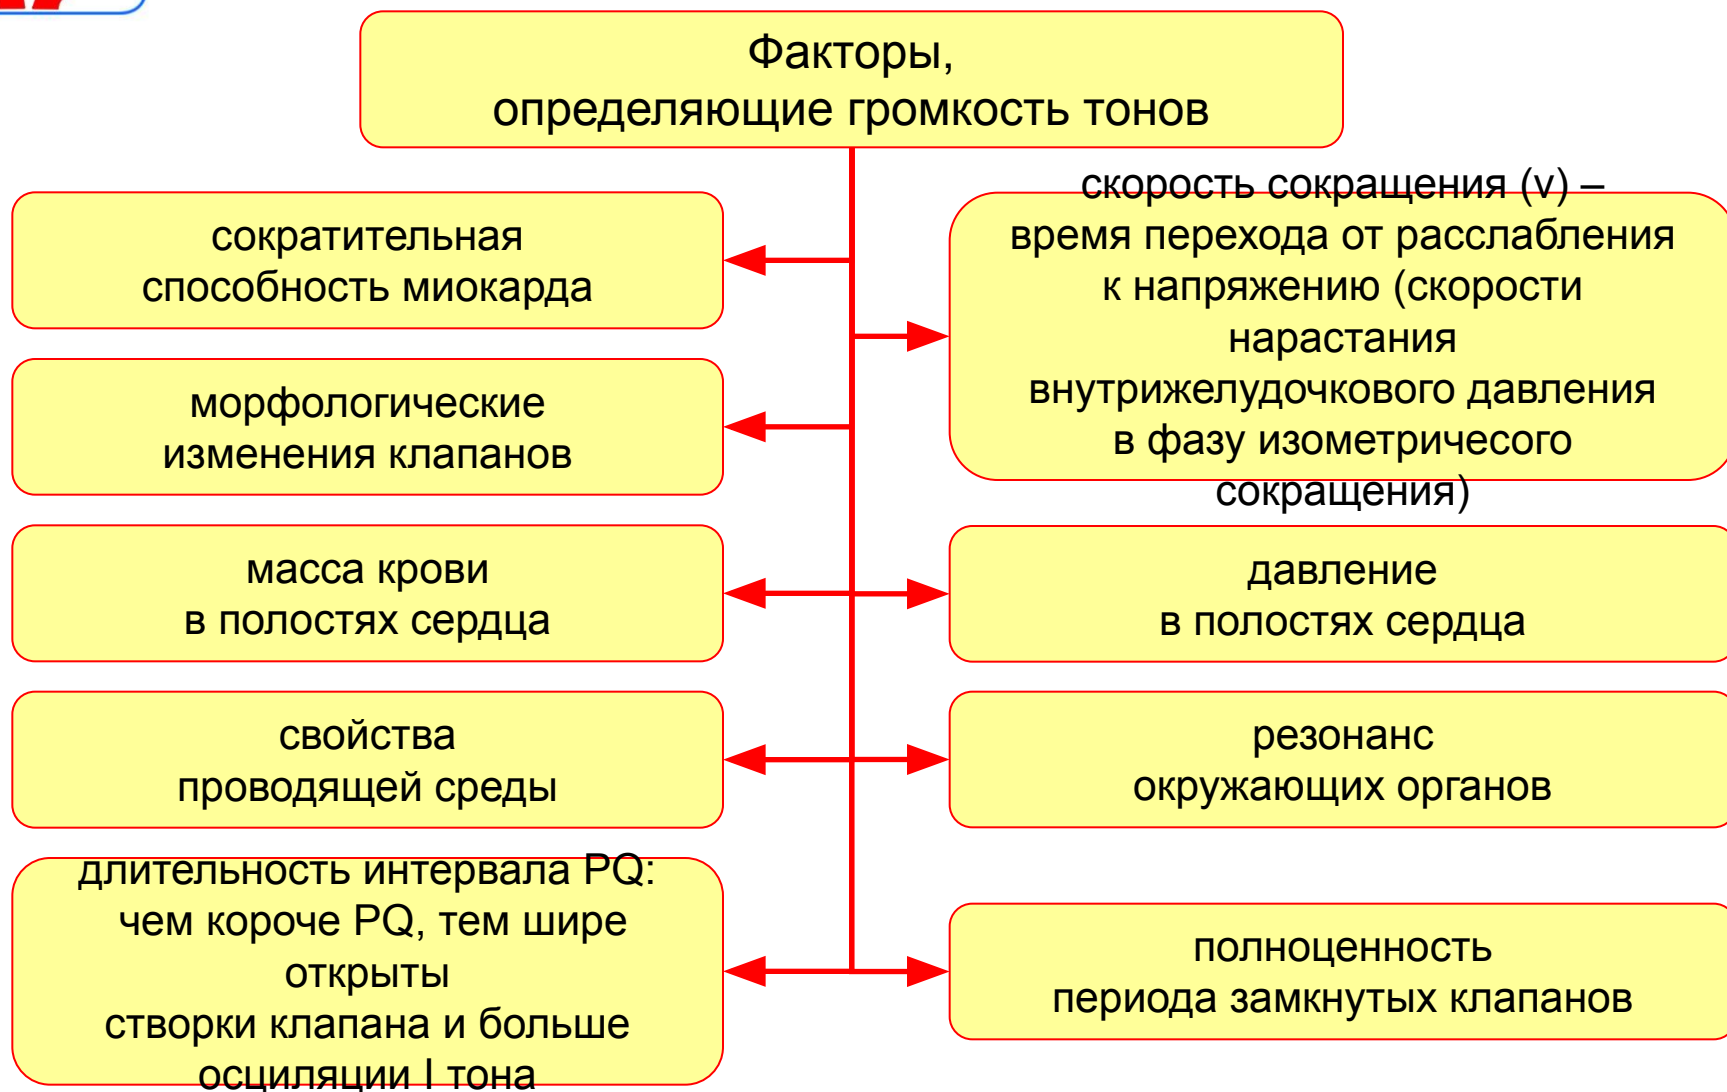 Факторы,
определяющие громкость тонов
сократительная
способность миокарда
скорость сокращения (v) –
время перехода от расслабления
к напряжению (скорости
нарастания
внутрижелудочкового давления
в фазу изометричесого
сокращения)
морфологические
изменения клапанов
масса крови
в полостях сердца
давление
в полостях сердца
свойства
проводящей среды
резонанс
окружающих органов
длительность интервала PQ:
чем короче PQ, тем шире
открыты
створки клапана и больше
осциляции I тона
полноценность
периода замкнутых клапанов